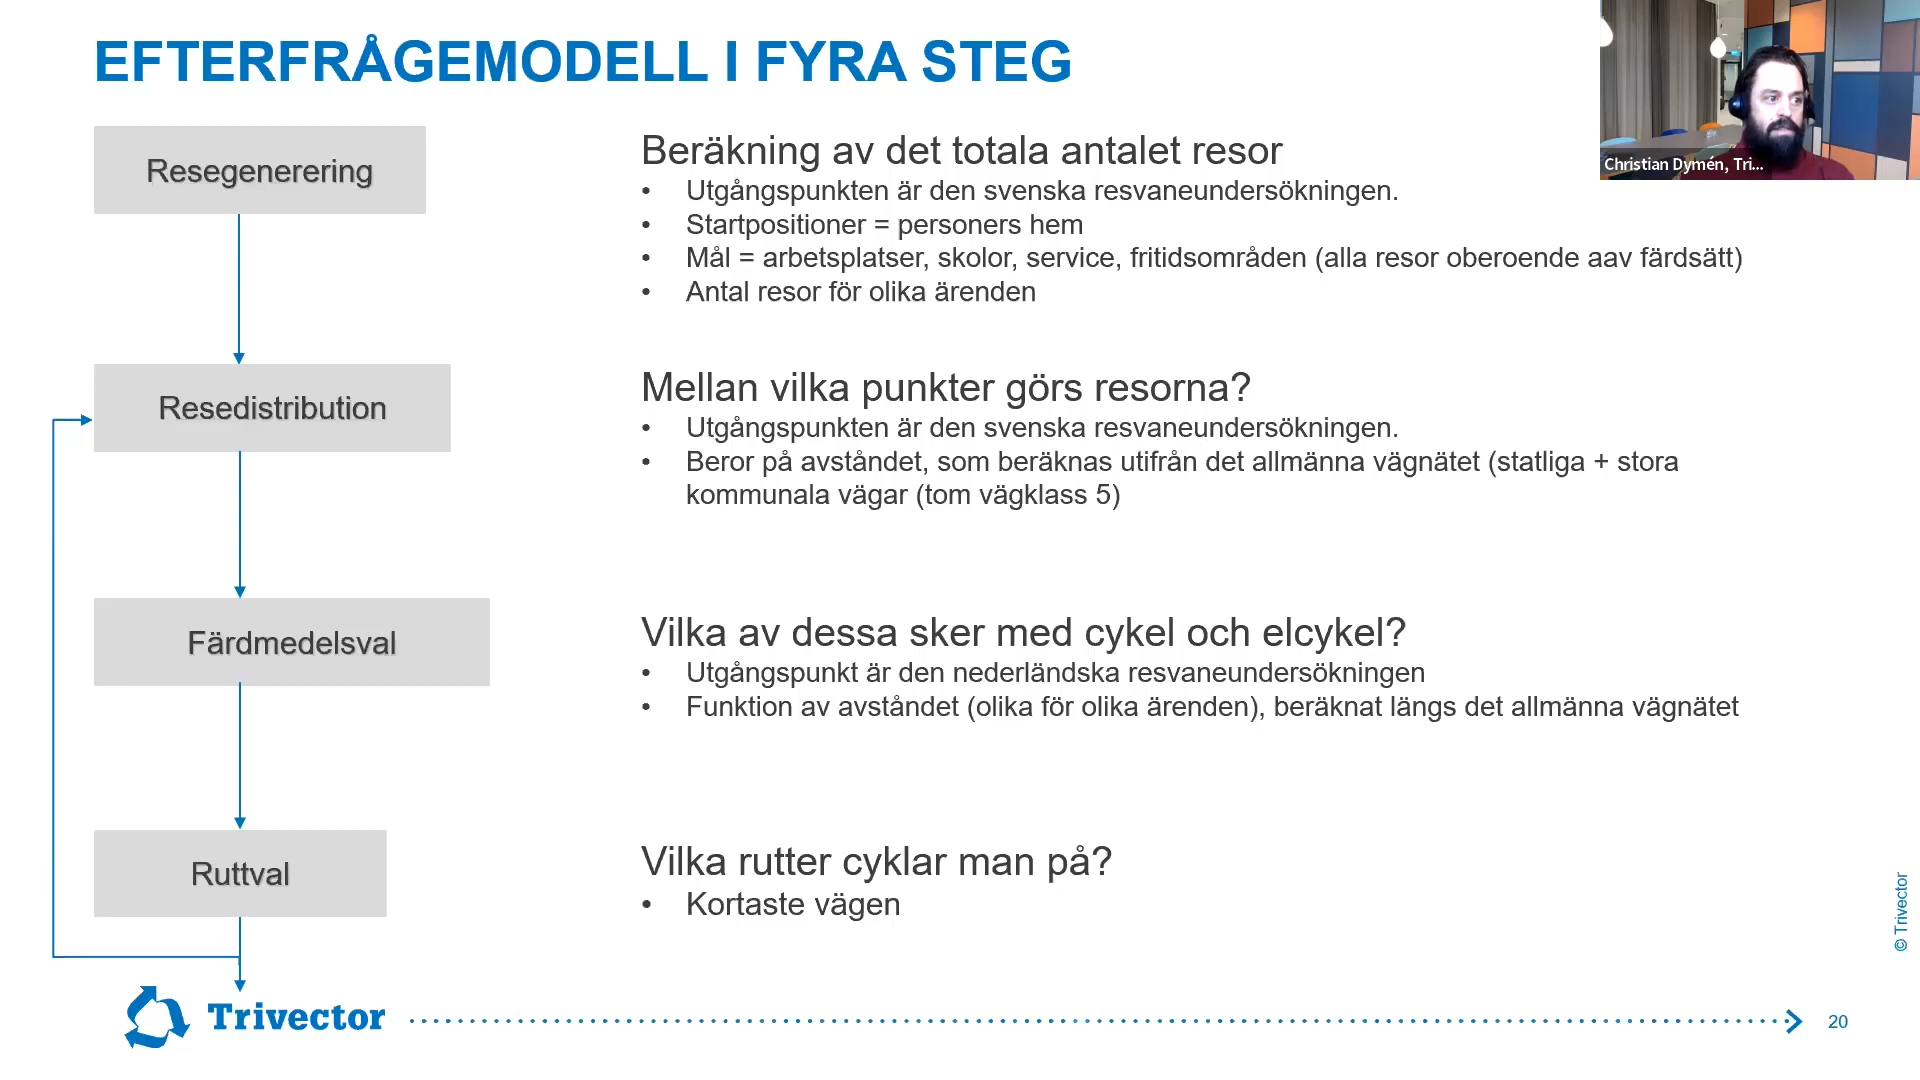 EFTERFRÅGEMODELL I FYRA STEG
Christian Dymén, Tri...
Resegenerering
Beräkning av det totala antalet resor
• Utgångspunkten är den svenska resvaneundersökningen.
• Startpositioner = personers hem
• Mål = arbetsplatser, skolor, service, fritidsområden (alla resor oberoende aav färdsätt)
• Antal resor för olika ärenden
Resedistribution
Mellan vilka punkter görs resorna?
• Utgångspunkten är den svenska resvaneundersökningen.
• Beror på avståndet, som beräknas utifrån det allmänna vägnätet (statliga + stora
kommunala vägar (tom vägklass 5)
Färdmedelsval
Vilka av dessa sker med cykel och elcykel?
• Utgångspunkt är den nederländska resvaneundersökningen
• Funktion av avståndet (olika för olika ärenden), beräknat längs det allmänna vägnätet
Ruttval
Vilka rutter cyklar man på?
• Kortaste vägen
© Trivector
Trivector
20